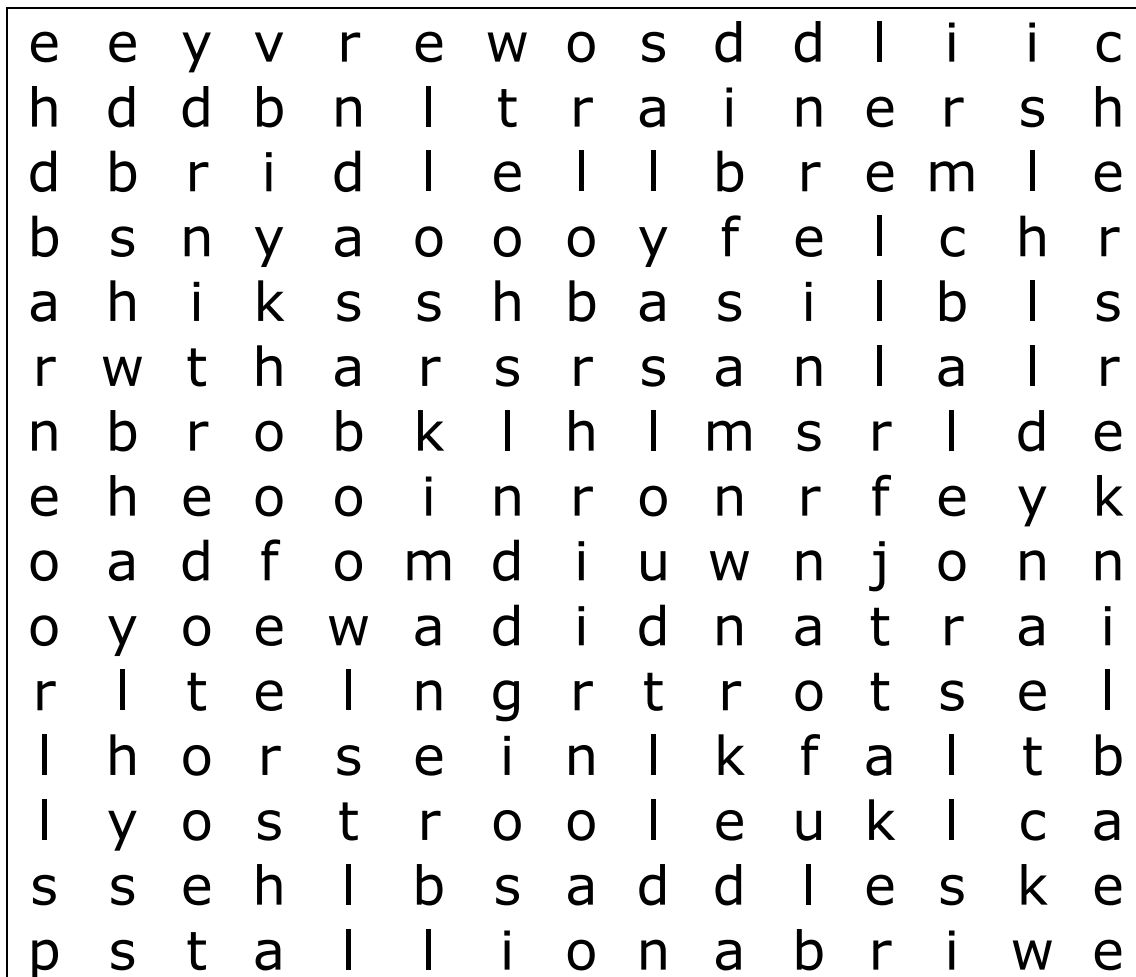 e e y v r e w o s d d l i i c
h d d b n l t r a i n e r s h
d b r i d l e l l b r e m l e
b s n y a o o o y f e l c h r
a h i k s s h b a s i l b l s
r w t h a r s r s a n l a l r
n b r o b k l h l m s r l d e
e h e o o i n r o n r f e y k
o a d f o m d i u w n j o n n
o y o e w a d i d n a t r a i
r l t e l n g r t r o t s e l
l h o r s e i n l k f a l t b
l y o s t r o o l e u k l c a
s s e h l b s a d d l e s k e
p s t a l l i o n a b r i w e